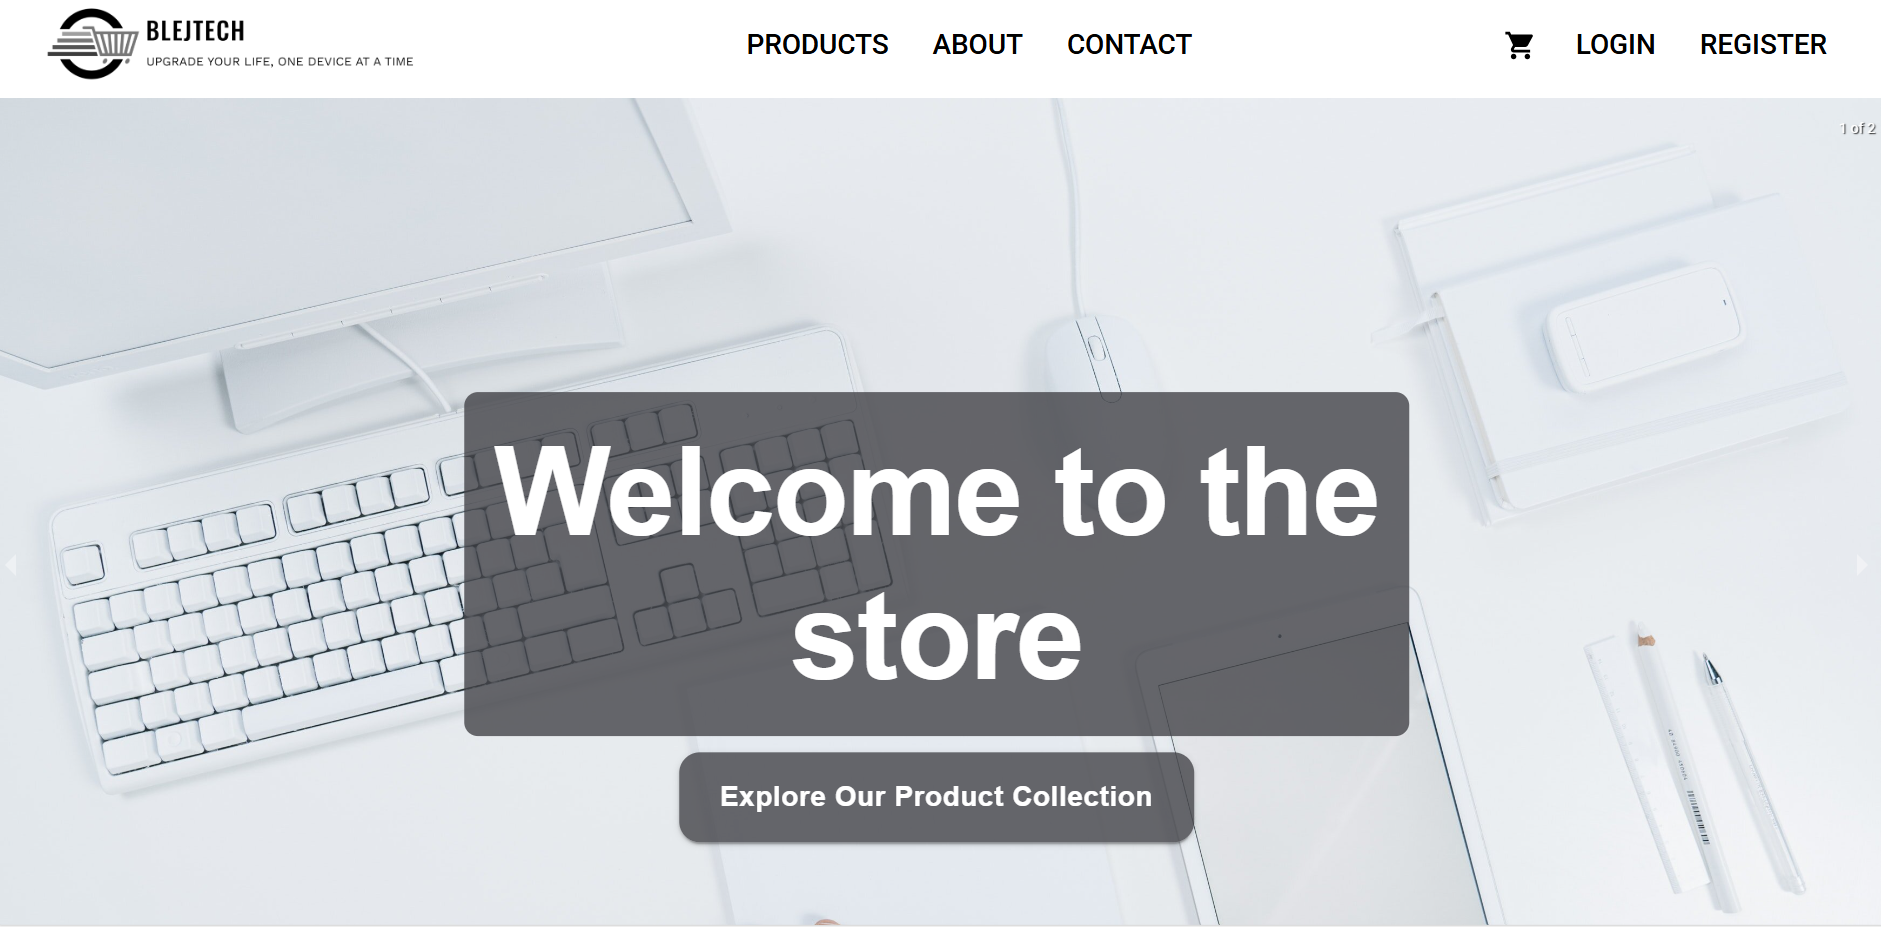 BLEJTECH
UPGRADE YOUR LIFE, ONE DEVICE AT A TIME
PRODUCTS
ABOUT
CONTACT
LOGIN
REGISTER
1 of 2
Welcome to the
store
Explore Our Product Collection